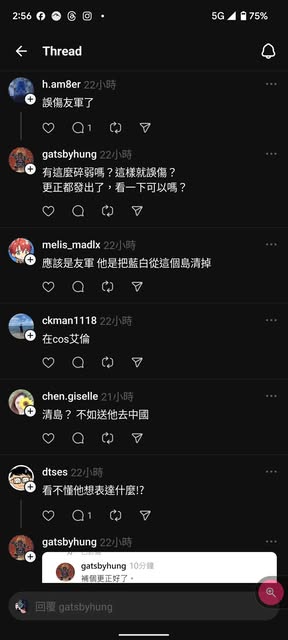 2:56
5G
75%
Thread
h.am8er 22小時
誤傷友軍了
1
gatsbyhung 22小時
有這麼碎弱嗎？這樣就誤傷？
更正都發出了，看一下可以嗎？
melis_madlx 22小時
應該是友軍 他是把藍白從這個島清掉
ckman1118 22小時
在cos艾倫
chen.giselle 21小時
清島？ 不如送他去中國
dtses 22小時
看不懂他想表達什麼!?
1
gatsbyhung 22小時
gatsbyhung 10分鐘
補個更正好了。
回覆 gatsbyhung